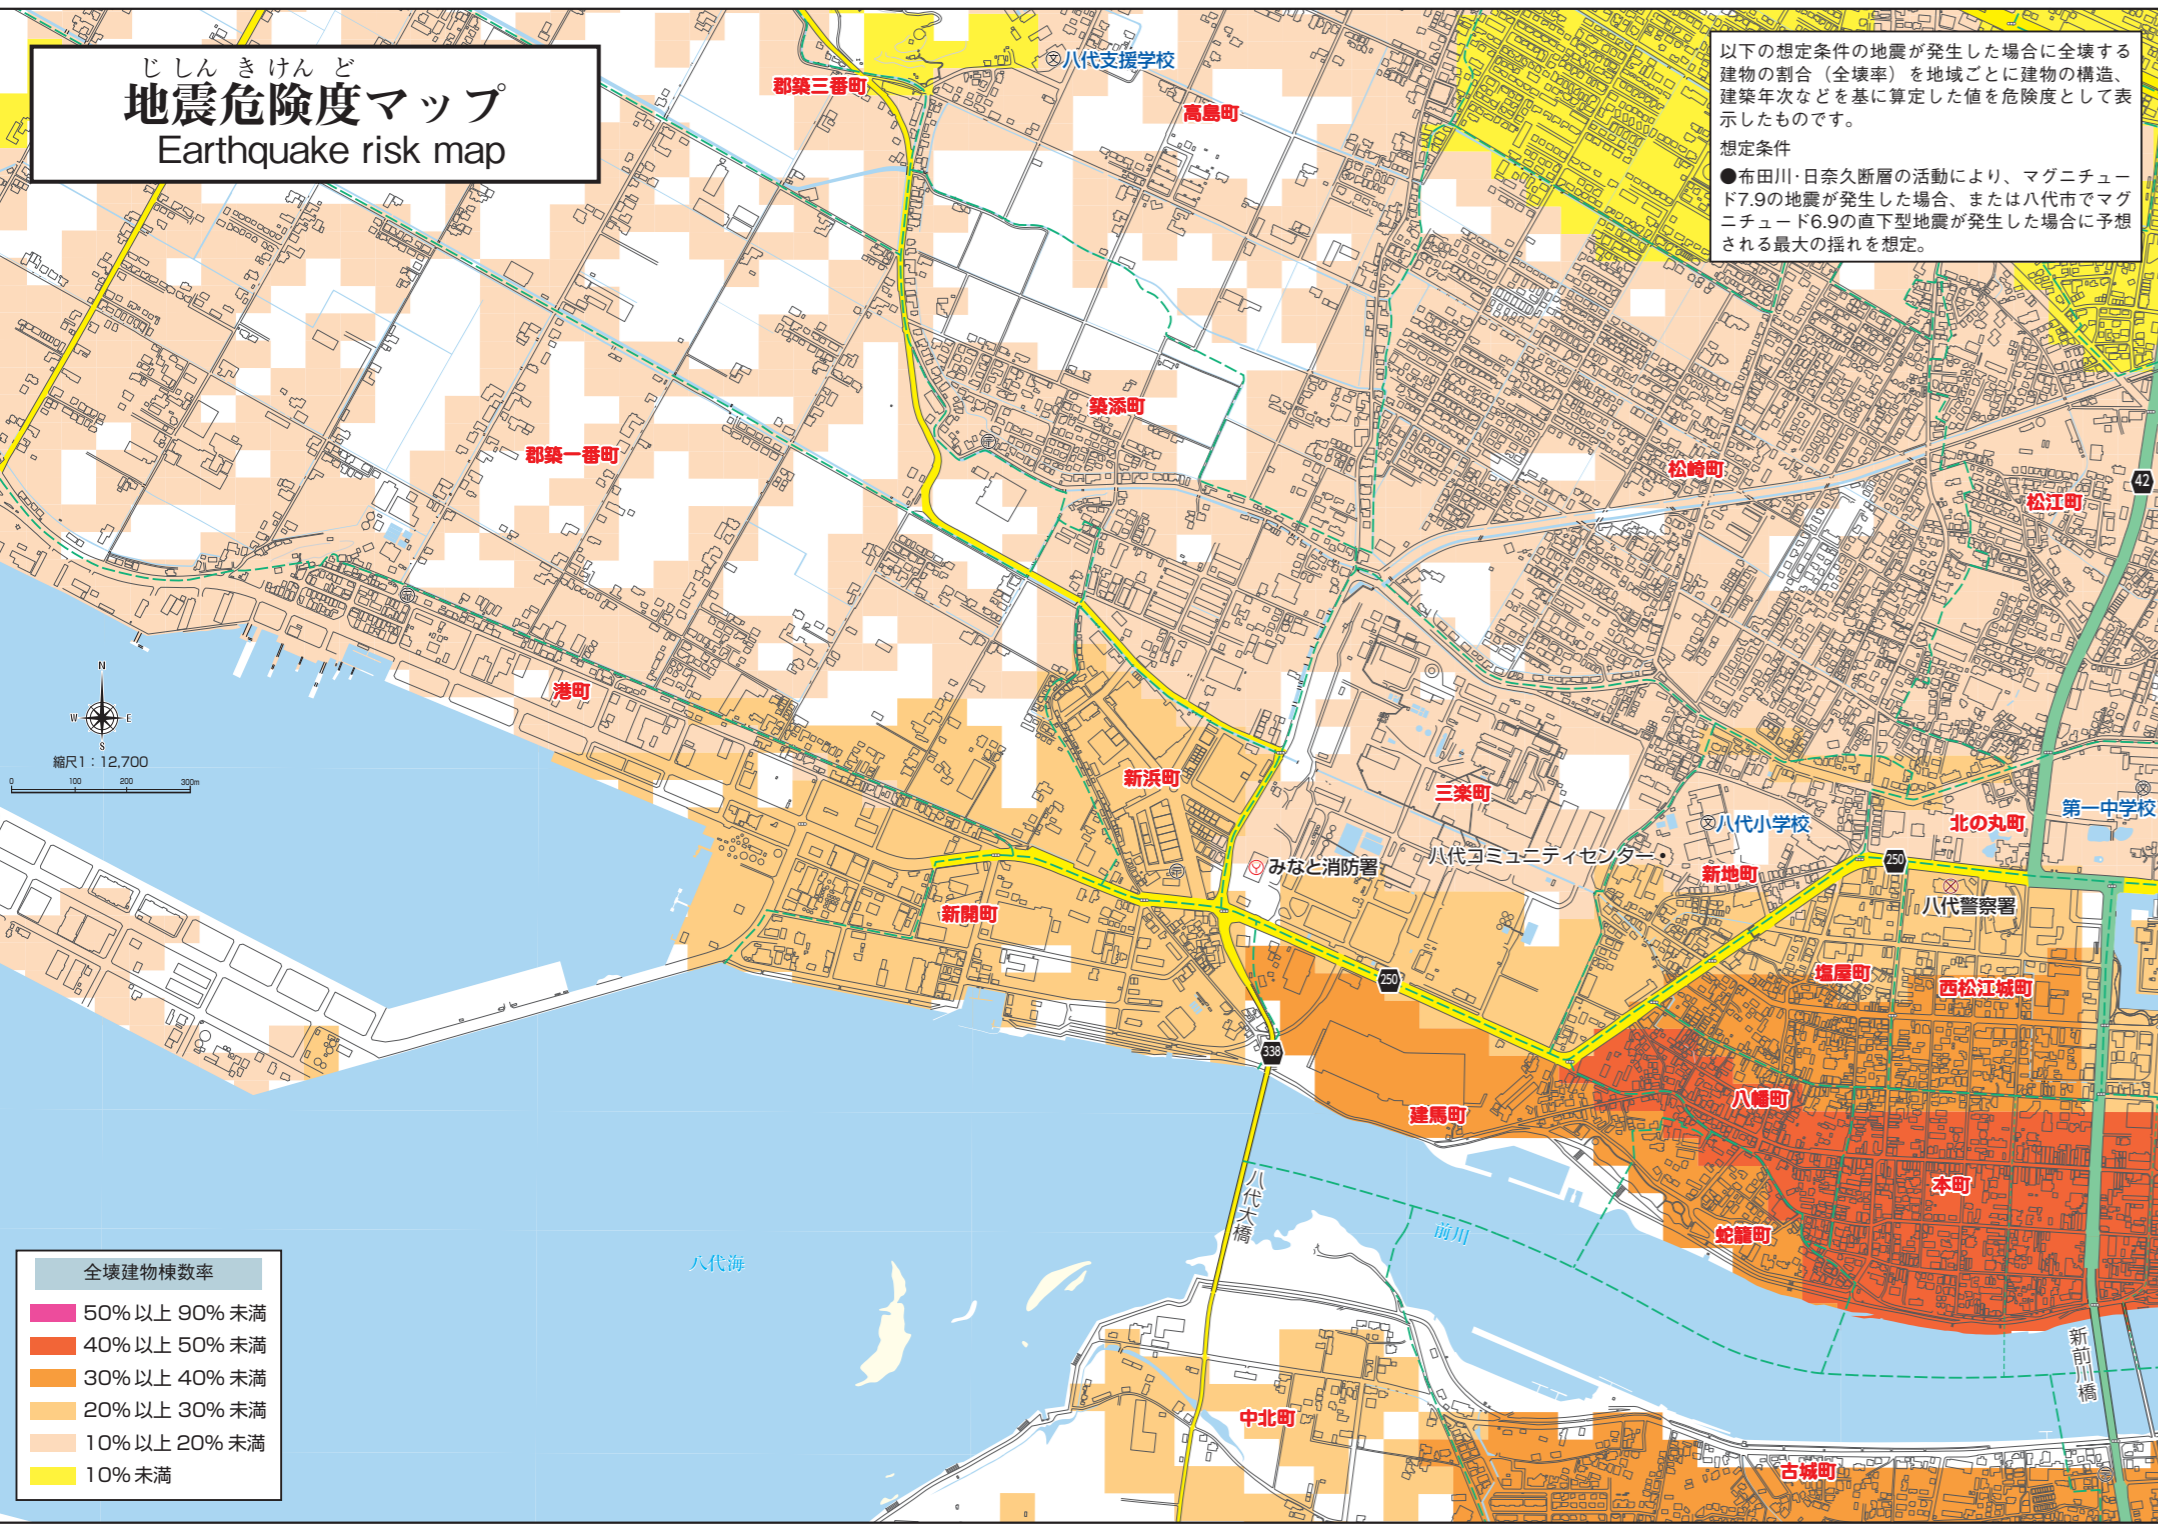 じしんきけんど
地震危険度マップ
Earthquake risk map
以下の想定条件の地震が発生した場合に全壊する
建物の割合（全壊率）を地域ごとに建物の構造、
建築年次などを基に算定した値を危険度として表
示したものです。
想定条件
●布田川・日奈久断層の活動により、マグニチュー
ド7.9の地震が発生した場合、または八代市でマグ
ニチュード6.9の直下型地震が発生した場合に予想
される最大の揺れを想定。
八代支援学校
郡築三番町
高島町
築添町
郡築一番町
松崎町
松江町
42
港町
N
W
E
S
縮尺1：12,700
0 100 200 300m
新浜町
三楽町
八代小学校
北の丸町
第一中学校
みなと消防署
八代コミュニティセンター
新地町
250
八代警察署
新開町
250
塩屋町
西松江城町
338
八幡町
建馬町
本町
八代大橋
前川
蛇籠町
八代海
新前川橋
中北町
古城町
全壊建物棟数率
50%以上 90%未満
40%以上 50%未満
30%以上 40%未満
20%以上 30%未満
10%以上 20%未満
10%未満